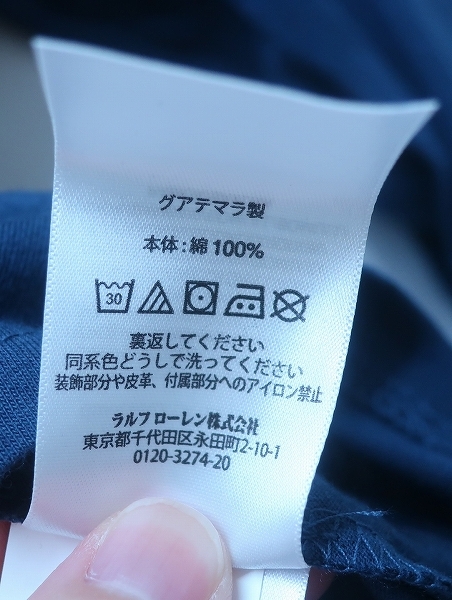 グアテマラ製
本体:綿100%
30
裏返してください
同系色どうしで洗ってください
装飾部分や皮革、付属部分へのアイロン禁止
ラルフ ローレン株式会社
東京都千代田区永田町2-10-1
0120-3274-20